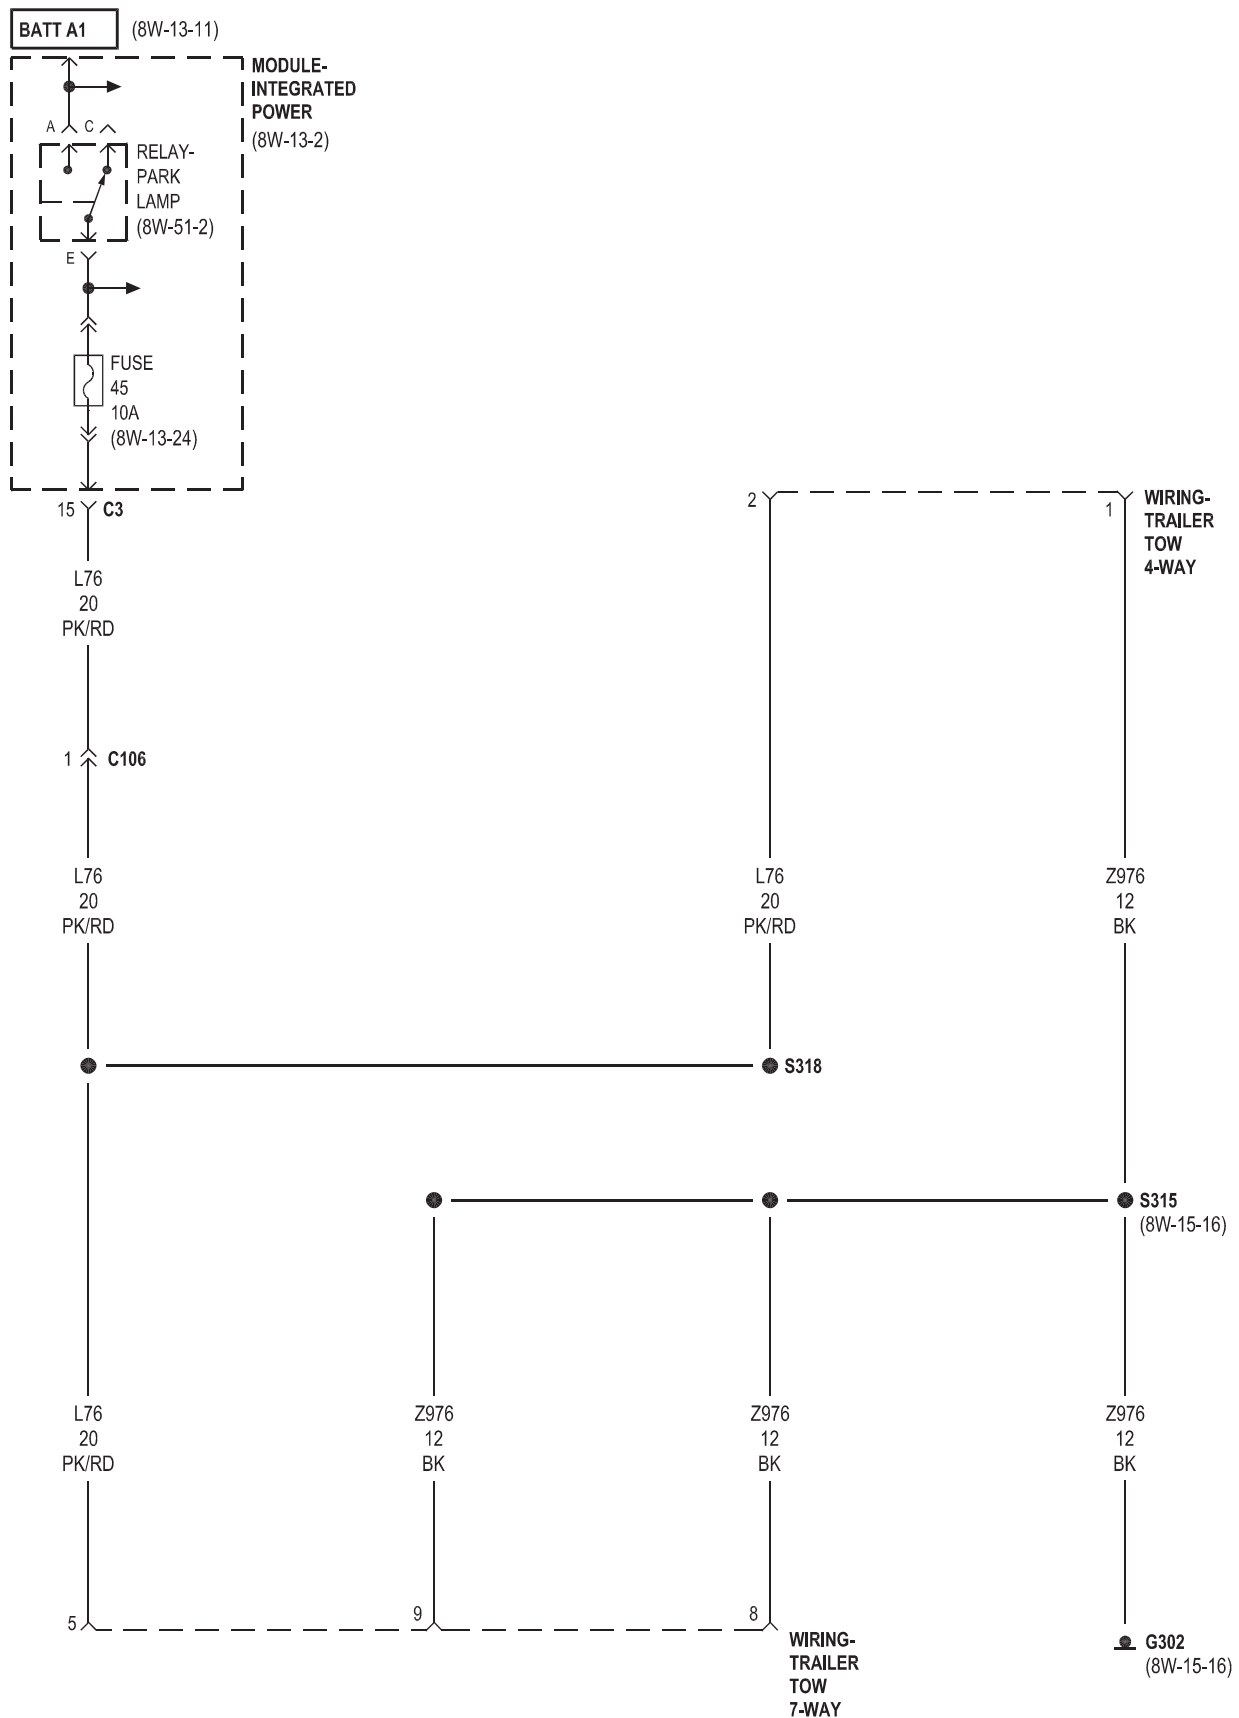 BATT A1 (8W-13-11)
MODULE-
INTEGRATED
POWER
(8W-13-2)
A C
RELAY-
PARK
LAMP
(8W-51-2)
E
FUSE
45
10A
(8W-13-24)
15 C3
2
1
WIRING-
TRAILER
TOW
4-WAY
L76
20
PK/RD
1 C106
L76
20
PK/RD
L76
20
PK/RD
Z976
12
BK
S318
S315
(8W-15-16)
L76
20
PK/RD
Z976
12
BK
Z976
12
BK
Z976
12
BK
5
9
8
WIRING-
TRAILER
TOW
7-WAY
G302
(8W-15-16)